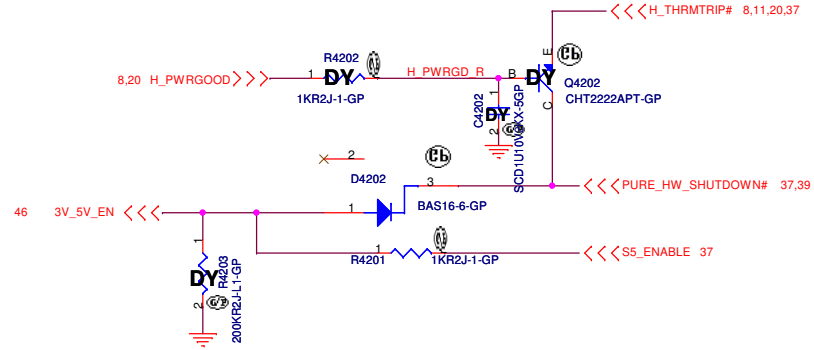 H_THRMTRIP# 8,11,20,37
E
R4202
8,20 H_PWRGOOD
1
DY
H_PWRGD_R
B
DY
Q4202
1KR2J-1-GP
CHT2222APT-GP
C
1
C4202
DY
2
2
D4202
3
PURE_HW_SHUTDOWN# 37,39
BAS16-6-GP
46 3V_5V_EN
1
1
R4201
1KR2J-1-GP
S5_ENABLE 37
1
DY
R4203
200KR2J-L1-GP
2